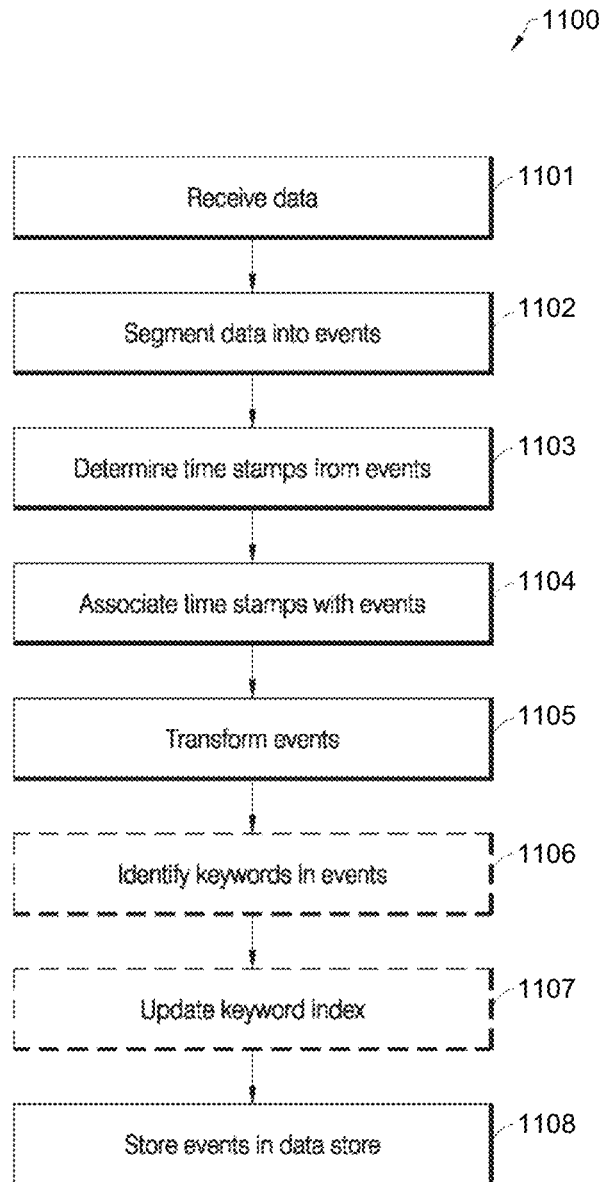 1100
Receive data
1101
Segment data into events
1102
Determine time stamps from events
1103
Associate time stamps with events
1104
Transform events
1105
Identify keywords in events
1106
Update keyword index
1107
Store events in data store
1108